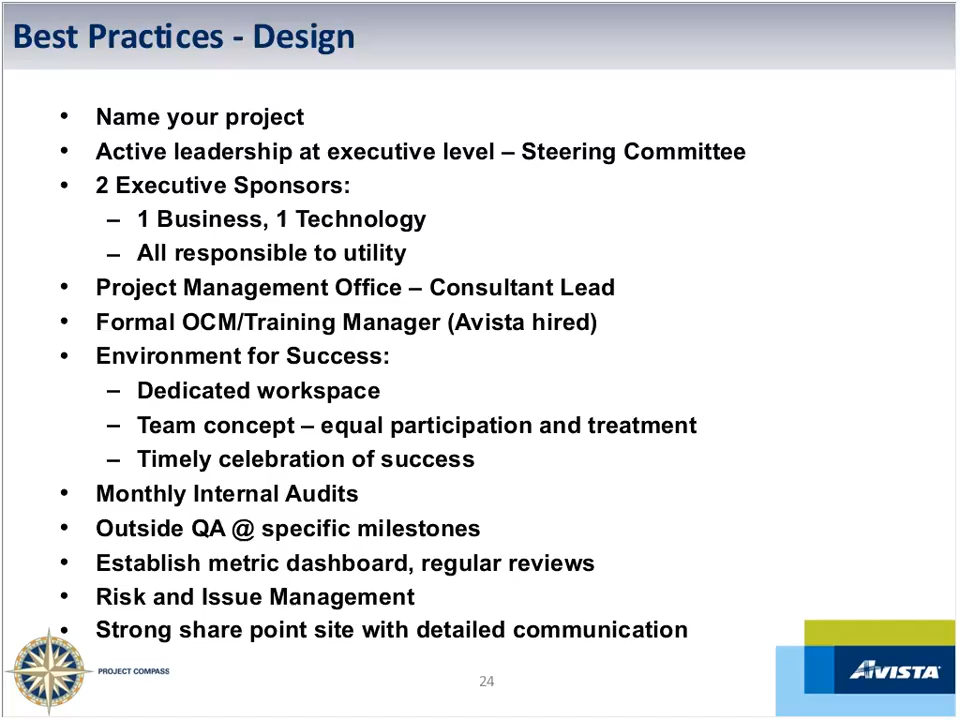 Best Practices - Design
• Name your project
• Active leadership at executive level – Steering Committee
• 2 Executive Sponsors:
– 1 Business, 1 Technology
– All responsible to utility
• Project Management Office – Consultant Lead
• Formal OCM/Training Manager (Avista hired)
• Environment for Success:
– Dedicated workspace
– Team concept – equal participation and treatment
– Timely celebration of success
• Monthly Internal Audits
• Outside QA @ specific milestones
• Establish metric dashboard, regular reviews
• Risk and Issue Management
• Strong share point site with detailed communication
PROJECT COMPASS
24
AVISTA